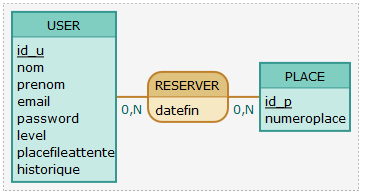 USER
id_u
nom
prenom
email
password
level
placefileattente
historique
0,N
RESERVER
datefin
0,N
PLACE
id_p
numeroplace